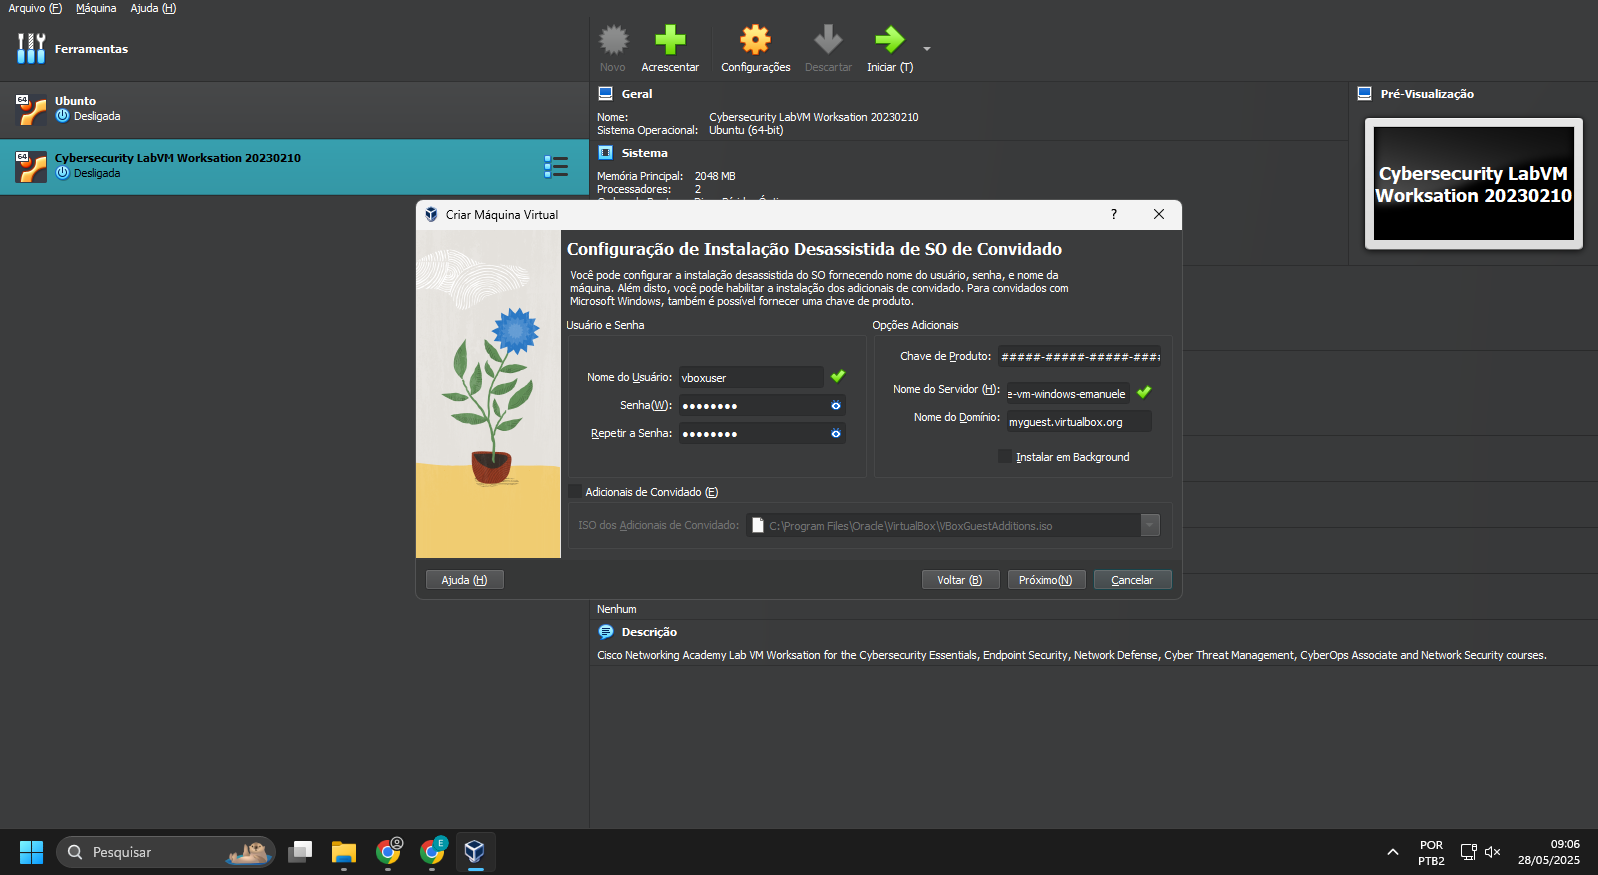 Arquivo (F) Máquina Ajuda (H)
Ferramentas
Novo Acrescentar Configurações Descartar Iniciar (T)
64 Ubunto
Desligada
64 Cybersecurity LabVM Worksation 20230210
Desligada
Geral
Nome: Cybersecurity LabVM Worksation 20230210
Sistema Operacional: Ubuntu (64-bit)
Sistema
Memória Principal: 2048 MB
Processadores: 2
Pré-Visualização
Cybersecurity LabVM
Worksation 20230210
Criar Máquina Virtual ?
Configuração de Instalação Desassistida de SO de Convidado
Você pode configurar a instalação desassistida do SO fornecendo nome do usuário, senha, e nome da
máquina. Além disto, você pode habilitar a instalação dos adicionais de convidado. Para convidados com
Microsoft Windows, também é possível fornecer uma chave de produto.
Usuário e Senha
Nome do Usuário: vboxuser
Senha(W): ●●●●●●●●
Repetir a Senha: ●●●●●●●●
Opções Adicionais
Chave de Produto: #####-#####-#####-####
Nome do Servidor (H): e-vm-windows-emanuele
Nome do Domínio: myguest.virtualbox.org
Instalar em Background
Adicionais de Convidado (E)
ISO dos Adicionais de Convidado: C:\Program Files\Oracle\VirtualBox\VBoxGuestAdditions.iso
Ajuda (H) Voltar (B) Próximo(N) Cancelar
Nenhum
Descrição
Cisco Networking Academy Lab VM Worksation for the Cybersecurity Essentials, Endpoint Security, Network Defense, Cyber Threat Management, CyberOps Associate and Network Security courses.
Pesquisar
E
POR
PTB2
09:06
28/05/2025